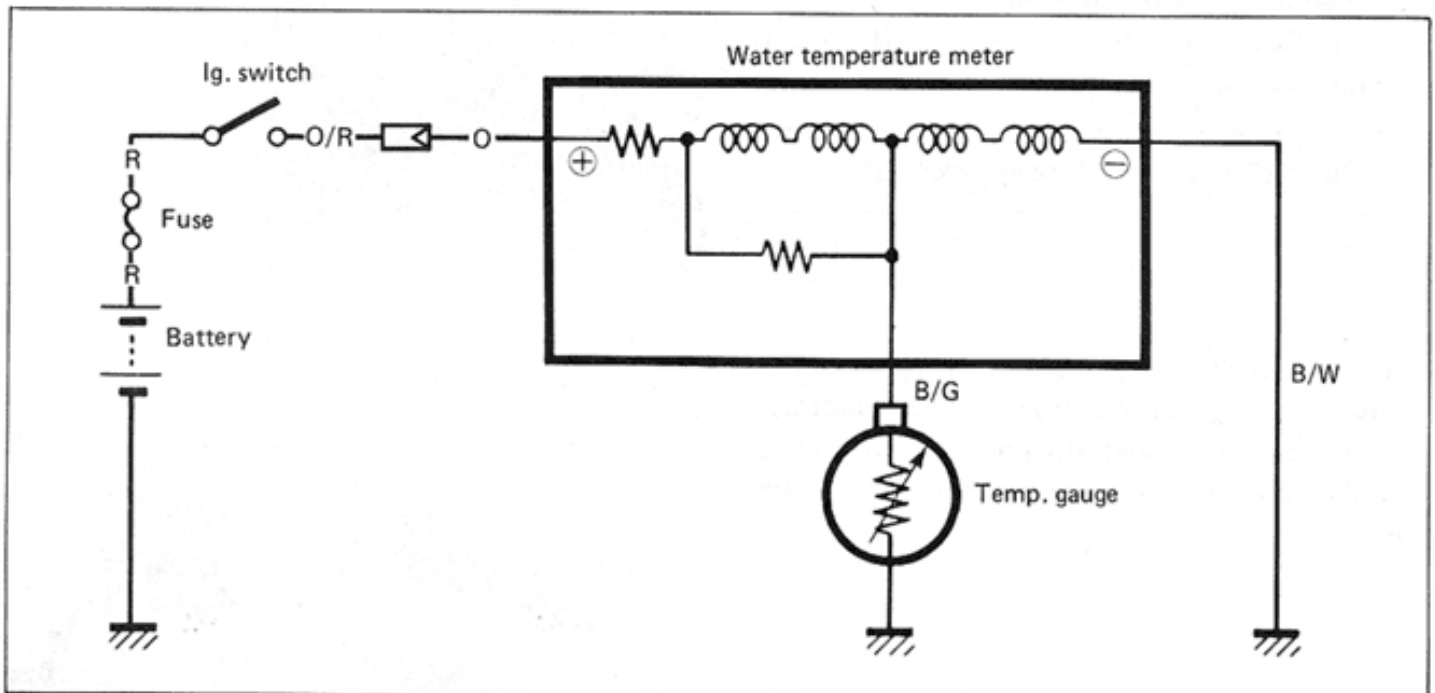 Water temperature meter
Ig. switch
O/R
O
R
+
−
Fuse
R
Battery
B/G
B/W
Temp. gauge